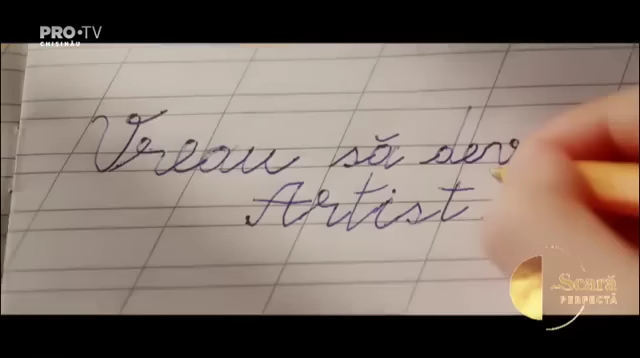 PRO•TV
CHIȘINĂU
Vreau să dev
Artist
Seară
PERFECTĂ